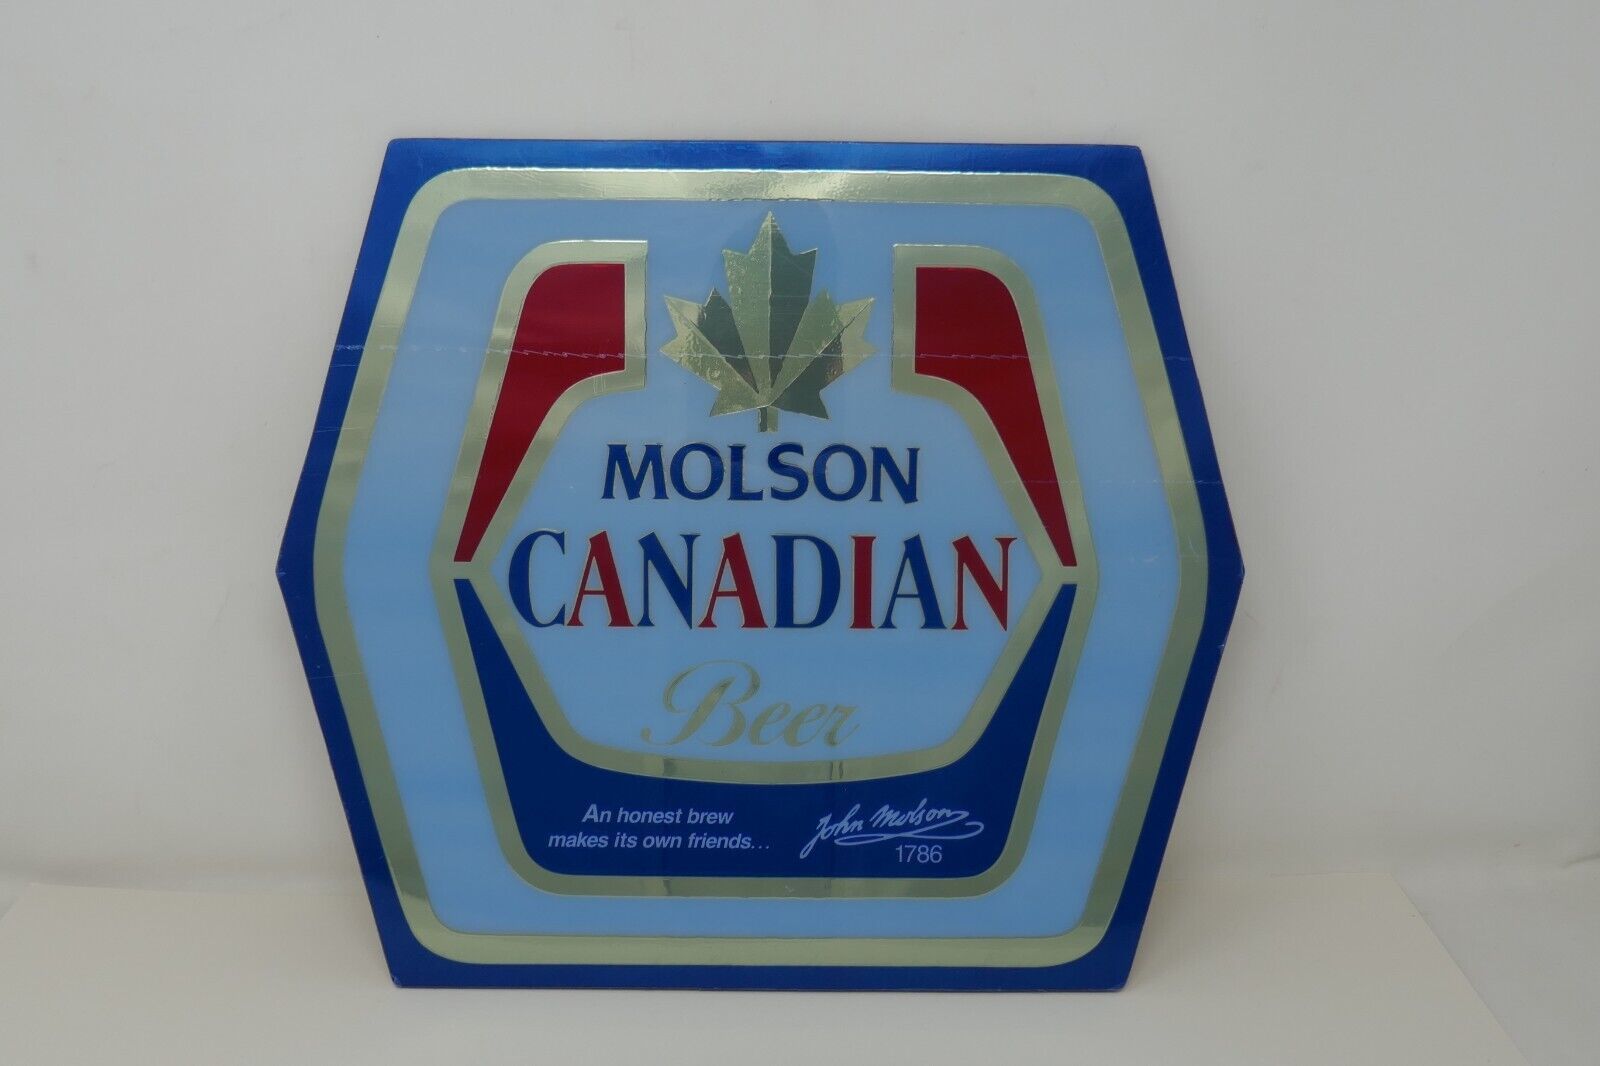 MOLSON
CANADIAN
Beer
An honest brew
makes its own friends...
John Molson
1786